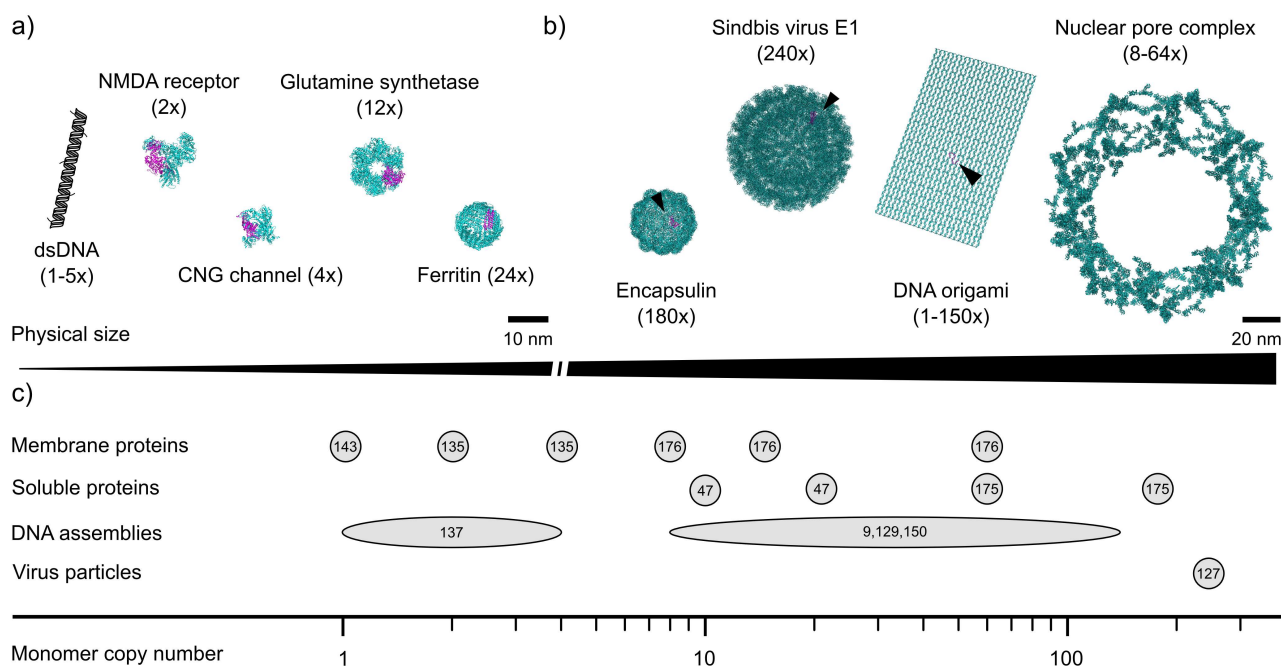 a)
NMDA receptor
(2x)
Glutamine synthetase
(12x)
dsDNA
(1-5x)
CNG channel (4x)
Ferritin (24x)
10 nm
b)
Sindbis virus E1
(240x)
Nuclear pore complex
(8-64x)
Encapsulin
(180x)
DNA origami
(1-150x)
20 nm
Physical size
c)
Membrane proteins
143 135 135 176 176 176
Soluble proteins
47 47 175 175
DNA assemblies
137 9,129,150
Virus particles
127
Monomer copy number
1 10 100